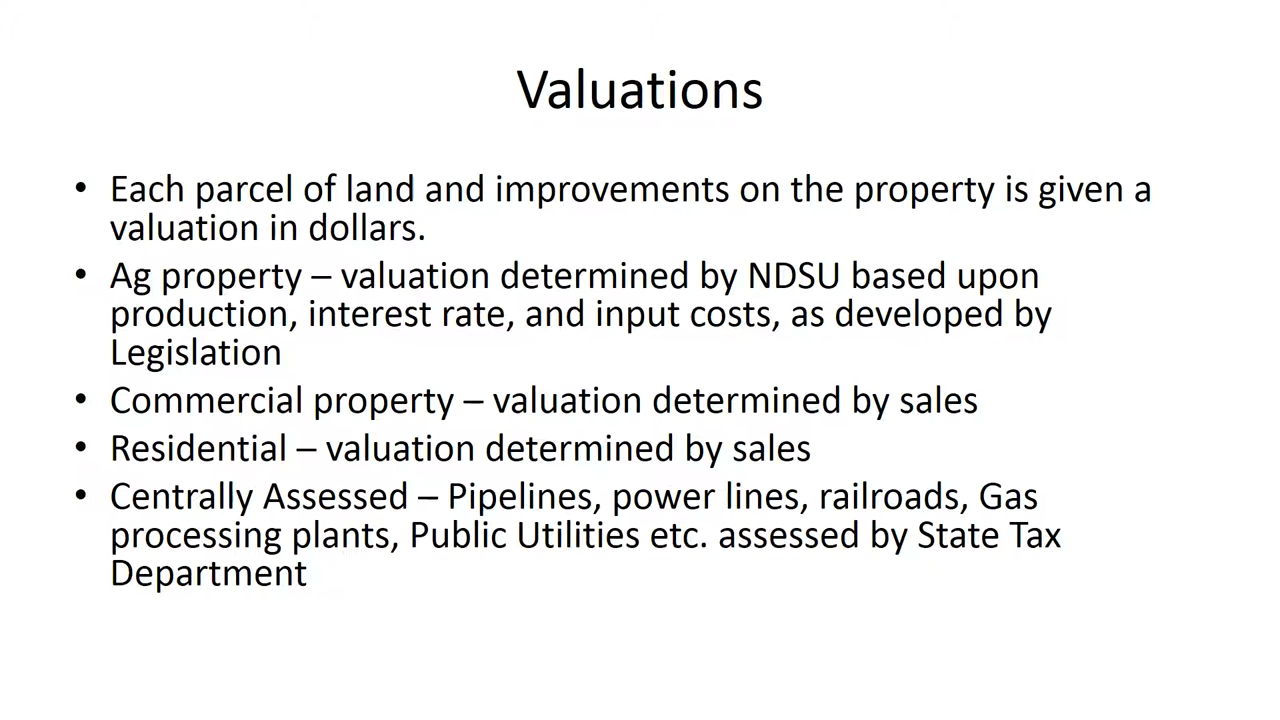 Valuations
• Each parcel of land and improvements on the property is given a
valuation in dollars.
• Ag property – valuation determined by NDSU based upon
production, interest rate, and input costs, as developed by
Legislation
• Commercial property – valuation determined by sales
• Residential – valuation determined by sales
• Centrally Assessed – Pipelines, power lines, railroads, Gas
processing plants, Public Utilities etc. assessed by State Tax
Department